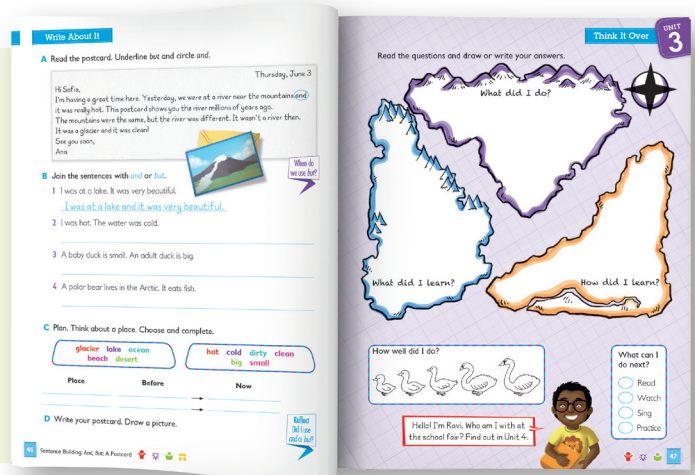 Write About It
A Read the postcard. Underline but and circle and.
Thursday, June 3
Hi Sofia,
I'm having a great time here. Yesterday, we were at a river near the mountains and
it was really hot. This postcard shows you the river millions of years ago.
The mountains were the same, but the river was different. It wasn't a river then.
It was a glacier and it was clean!
See you soon,
Ana
Where do
we use but?
B Join the sentences with and or but.
1 I was at a lake. It was very beautiful.
I was at a lake and it was very beautiful.
2 I was hot. The water was cold.
3 A baby duck is small. An adult duck is big.
4 A polar bear lives in the Arctic. It eats fish.
C Plan. Think about a place. Choose and complete.
glacier lake ocean
beach desert
hot cold dirty clean
big small
Place Before Now
D Write your postcard. Draw a picture.
Reflect
Did I use
and or but?
46 Sentence Building: And, But; A Postcard
Think It Over
UNIT
3
Read the questions and draw or write your answers.
What did I do?
What did I learn?
How did I learn?
How well did I do?
Hello! I'm Ravi. Who am I with at
the school fair? Find out in Unit 4.
What can I
do next?
Read
Watch
Sing
Practice
47